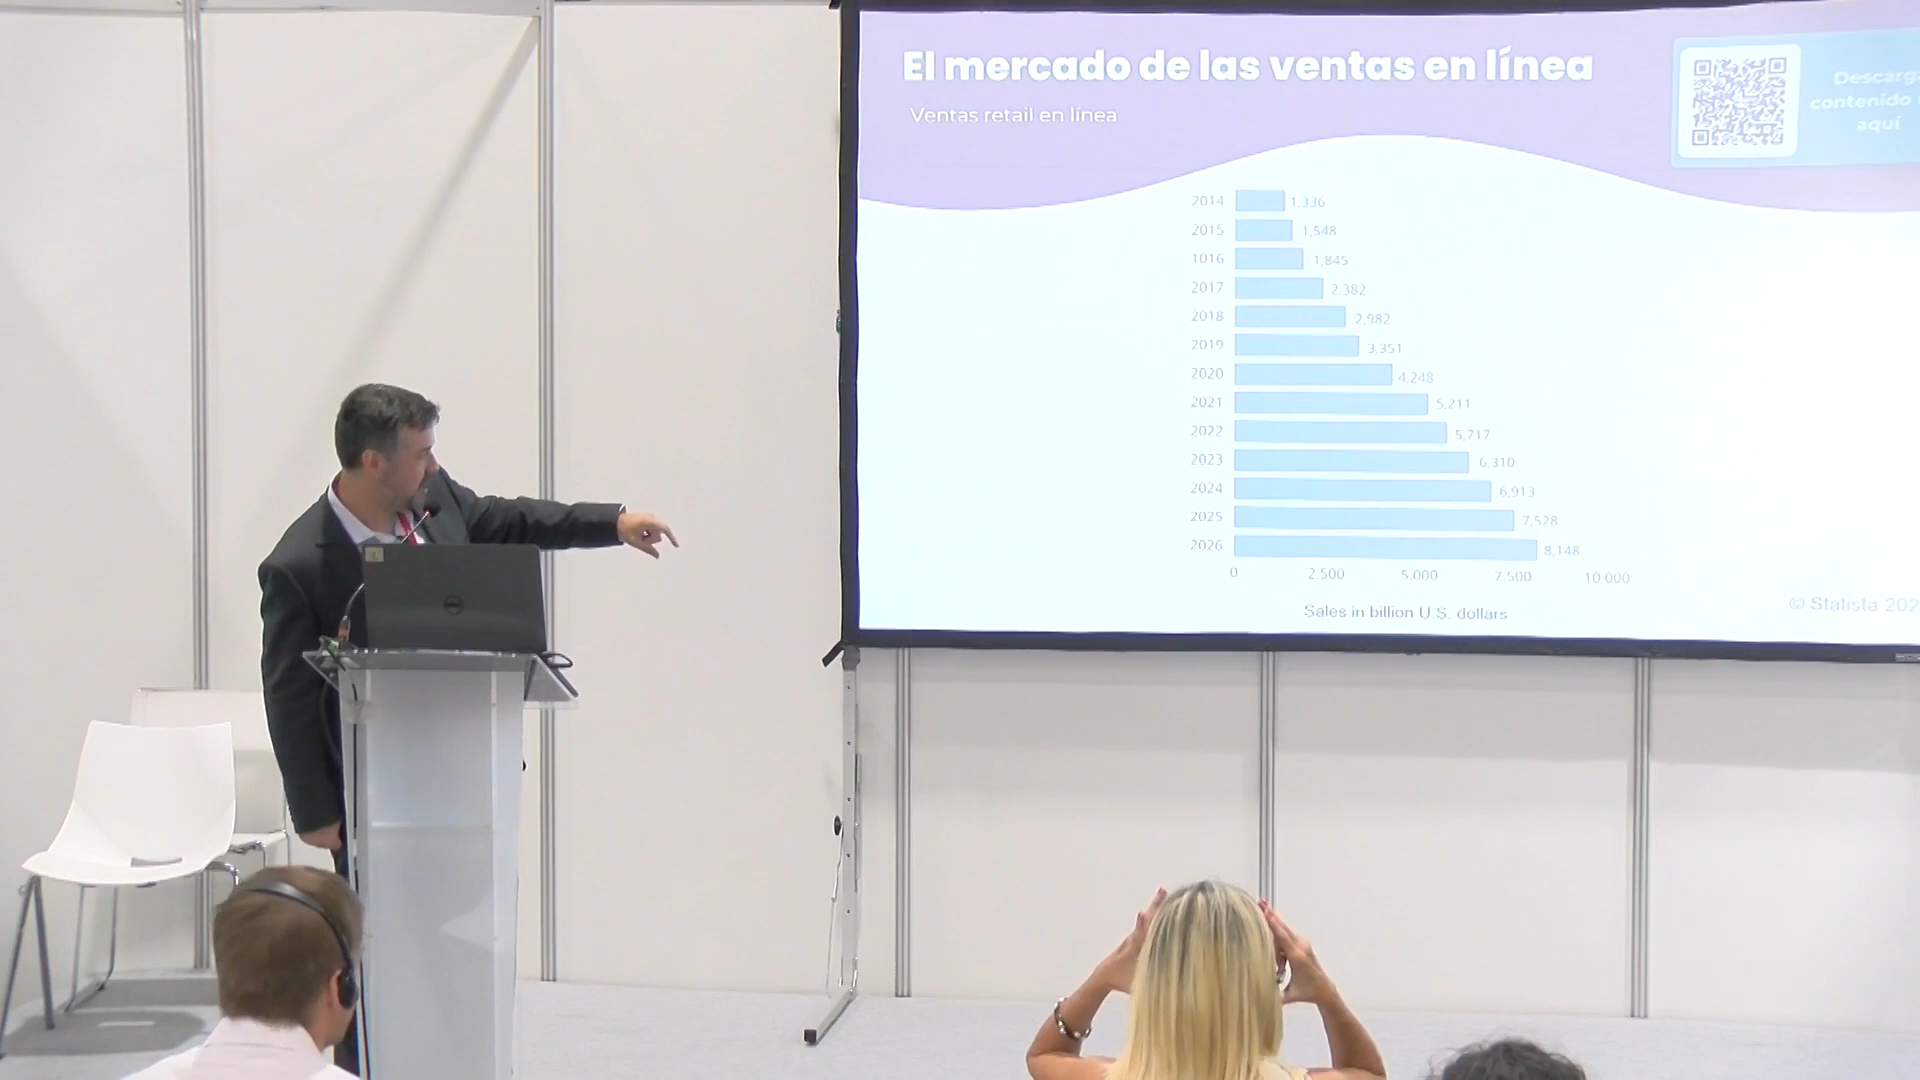 El mercado de las ventas en línea
Ventas retail en línea
contenido
aquí
2014 1,336
2015 1,548
1016 1,845
2017 2.382
2018 2,982
2019 3.351
2020 4,248
2021 5,211
2022 5,717
2023 6,310
2024 6,913
2025 7,528
2026 8,148
0 2.500 5.000 7.500 10.000
Sales in billion U.S. dollars
© Statista
DELL